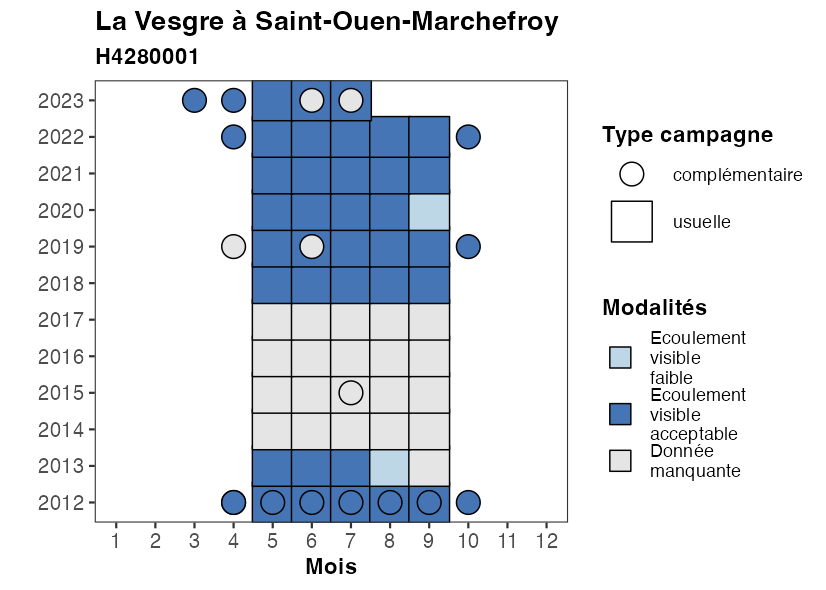 La Vesgre à Saint-Ouen-Marchefroy
H4280001
2023
2022
2021
2020
2019
2018
2017
2016
2015
2014
2013
2012
1 2 3 4 5 6 7 8 9 10 11 12
Mois
Type campagne
complémentaire
usuelle
Modalités
Ecoulement
visible
faible
Ecoulement
visible
acceptable
Donnée
manquante